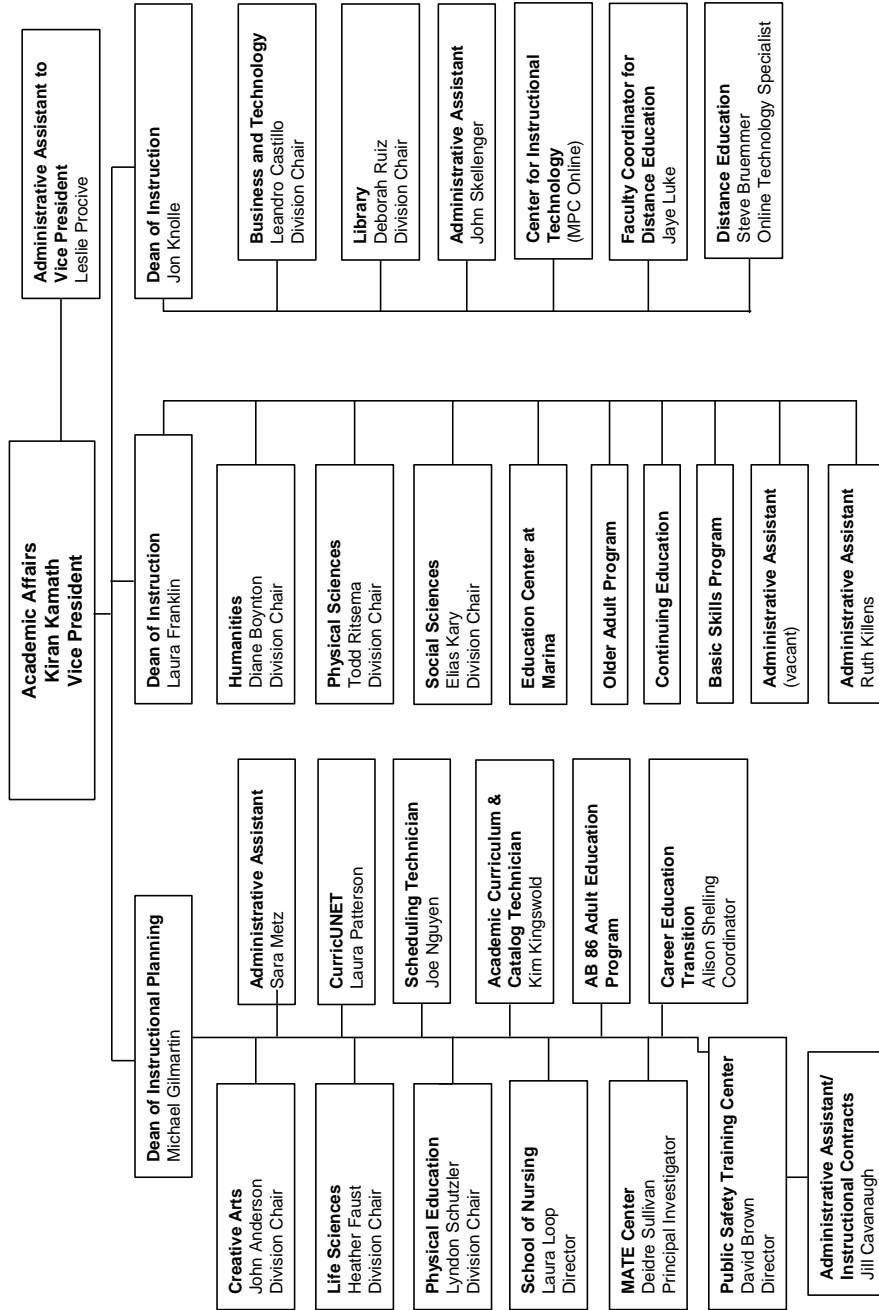 Academic Affairs
Kiran Kamath
Vice President
Administrative Assistant to
Vice President
Leslie Procive
Dean of Instructional Planning
Michael Gilmartin
Creative Arts
John Anderson
Division Chair
Life Sciences
Heather Faust
Division Chair
Physical Education
Lyndon Schutzler
Division Chair
School of Nursing
Laura Loop
Director
MATE Center
Deidre Sullivan
Principal Investigator
Public Safety Training Center
David Brown
Director
Administrative Assistant/
Instructional Contracts
Jill Cavanaugh
Administrative Assistant
Sara Metz
CurricUNET
Laura Patterson
Scheduling Technician
Joe Nguyen
Academic Curriculum &
Catalog Technician
Kim Kingswold
AB 86 Adult Education
Program
Career Education
Transition
Alison Shelling
Coordinator
Dean of Instruction
Laura Franklin
Humanities
Diane Boynton
Division Chair
Physical Sciences
Todd Ritsema
Division Chair
Social Sciences
Elias Kary
Division Chair
Education Center at
Marina
Older Adult Program
Continuing Education
Basic Skills Program
Administrative Assistant
(vacant)
Administrative Assistant
Ruth Killens
Dean of Instruction
Jon Knolle
Business and Technology
Leandro Castillo
Division Chair
Library
Deborah Ruiz
Division Chair
Administrative Assistant
John Skellenger
Center for Instructional
Technology
(MPC Online)
Faculty Coordinator for
Distance Education
Jaye Luke
Distance Education
Steve Bruemmer
Online Technology Specialist